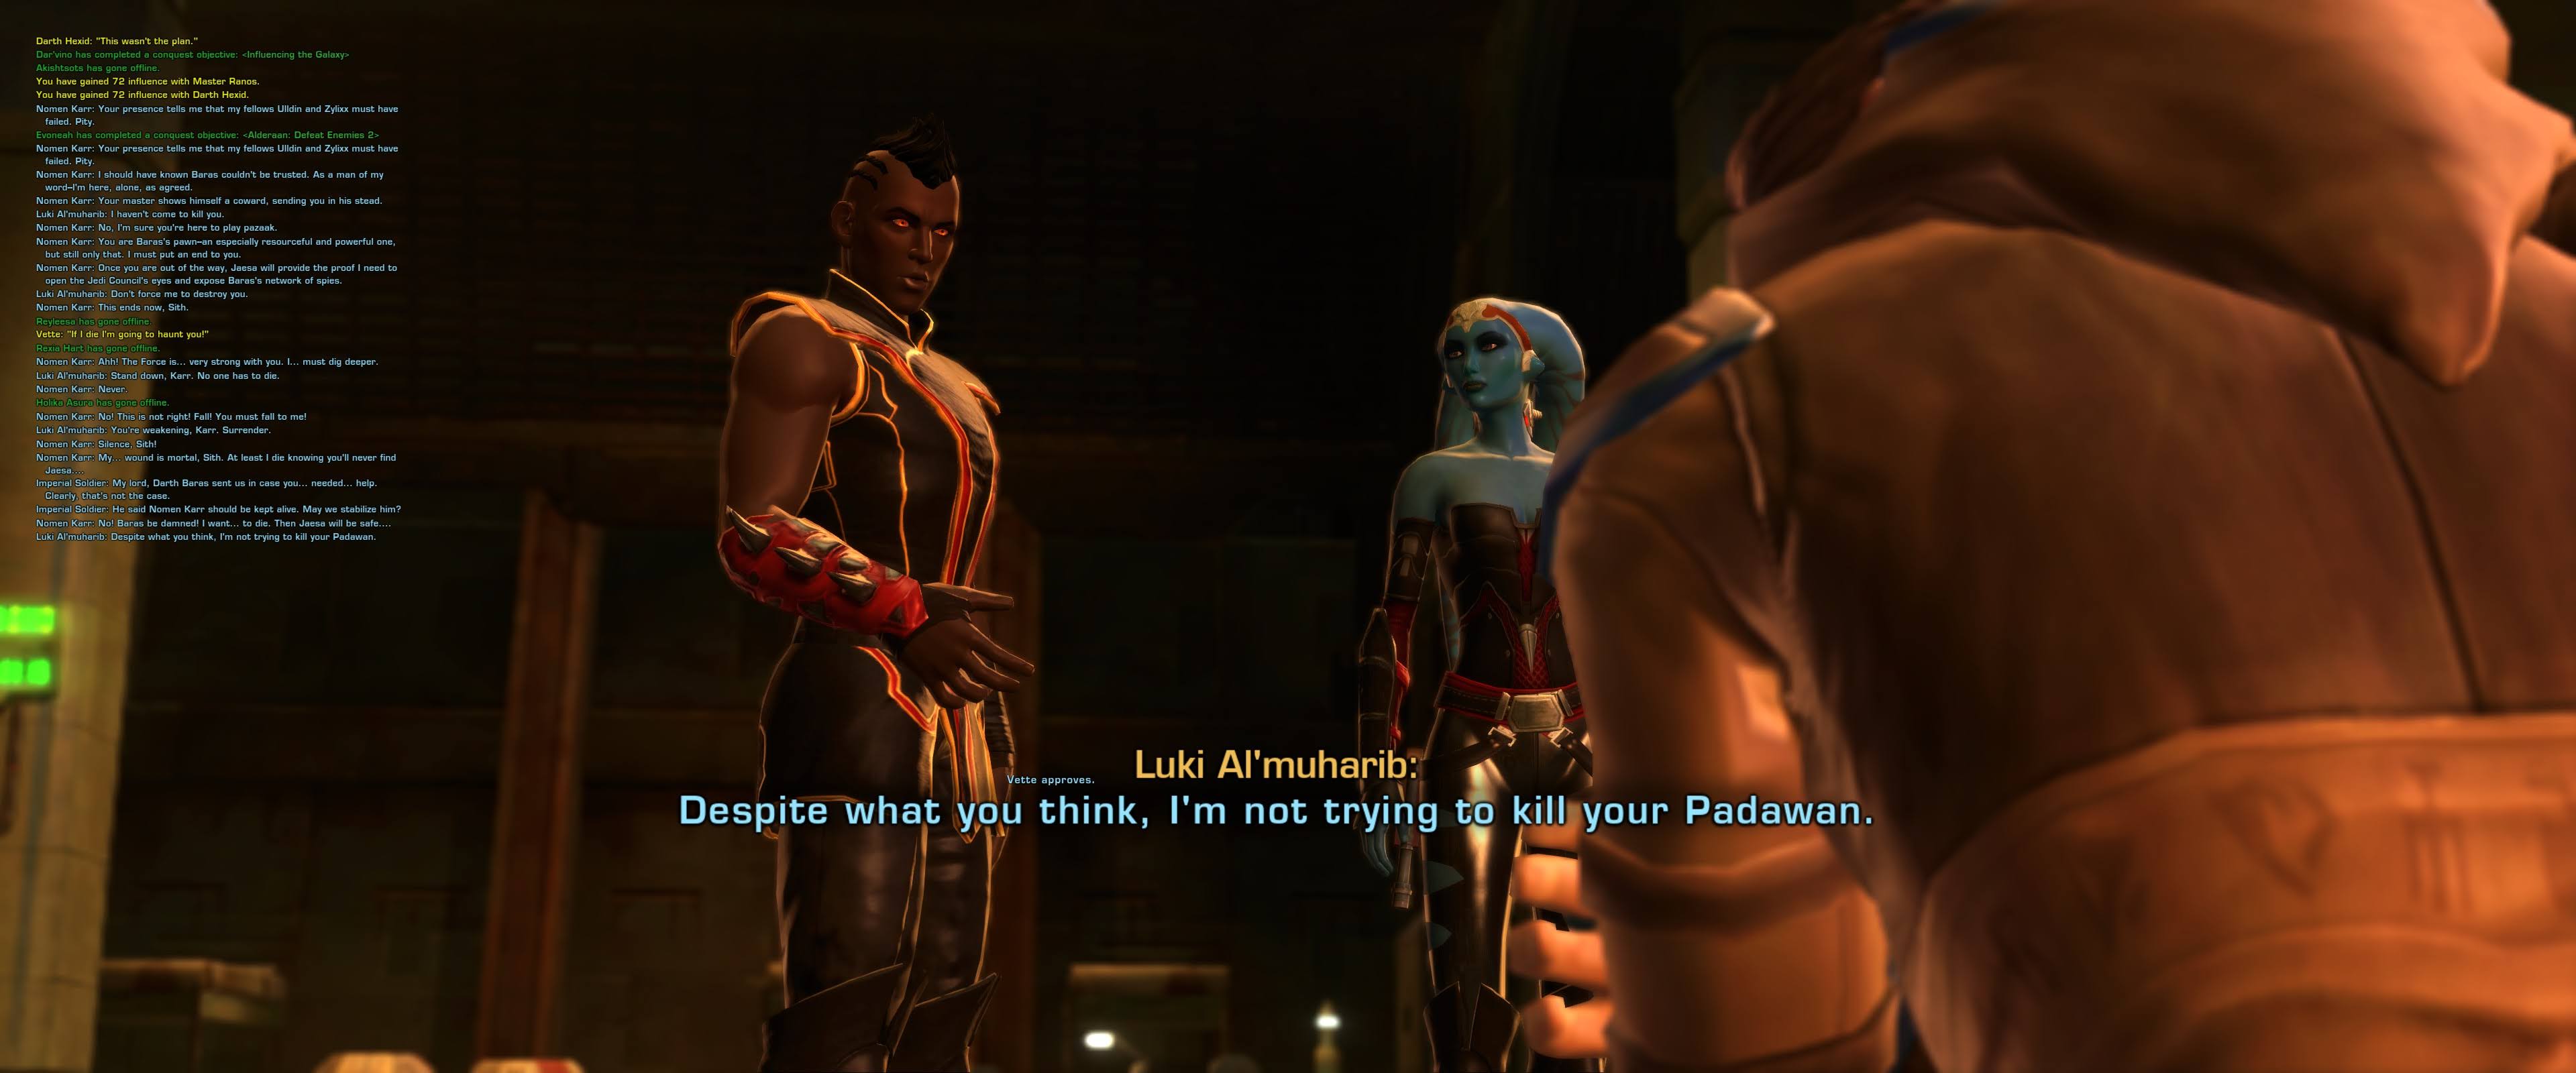 Darth Hexid: "This wasn't the plan."
Dar'vino has completed a conquest objective: <Influencing the Galaxy>
Akishtsots has gone offline.
You have gained 72 influence with Master Ranos.
You have gained 72 influence with Darth Hexid.
Nomen Karr: Your presence tells me that my fellows Ulldin and Zylixx must have
failed. Pity.
Evoneah has completed a conquest objective: <Alderaan: Defeat Enemies 2>
Nomen Karr: Your presence tells me that my fellows Ulldin and Zylixx must have
failed. Pity.
Nomen Karr: I should have known Baras couldn't be trusted. As a man of my
word–I'm here, alone, as agreed.
Nomen Karr: Your master shows himself a coward, sending you in his stead.
Luki Al'muharib: I haven't come to kill you.
Nomen Karr: No, I'm sure you're here to play pazaak.
Nomen Karr: You are Baras's pawn–an especially resourceful and powerful one,
but still only that. I must put an end to you.
Nomen Karr: Once you are out of the way, Jaesa will provide the proof I need to
open the Jedi Council's eyes and expose Baras's network of spies.
Luki Al'muharib: Don't force me to destroy you.
Nomen Karr: This ends now, Sith.
Reyleesa has gone offline.
Vette: "If I die I'm going to haunt you!"
Rexia Hart has gone offline.
Nomen Karr: Ahh! The Force is... very strong with you. I... must dig deeper.
Luki Al'muharib: Stand down, Karr. No one has to die.
Nomen Karr: Never.
Holika Asura has gone offline.
Nomen Karr: No! This is not right! Fall! You must fall to me!
Luki Al'muharib: You're weakening, Karr. Surrender.
Nomen Karr: Silence, Sith!
Nomen Karr: My... wound is mortal, Sith. At least I die knowing you'll never find
Jaesa....
Imperial Soldier: My lord, Darth Baras sent us in case you... needed... help.
Clearly, that's not the case.
Imperial Soldier: He said Nomen Karr should be kept alive. May we stabilize him?
Nomen Karr: No! Baras be damned! I want... to die. Then Jaesa will be safe....
Luki Al'muharib: Despite what you think, I'm not trying to kill your Padawan.
Luki Al'muharib:
Vette approves.
Despite what you think, I'm not trying to kill your Padawan.